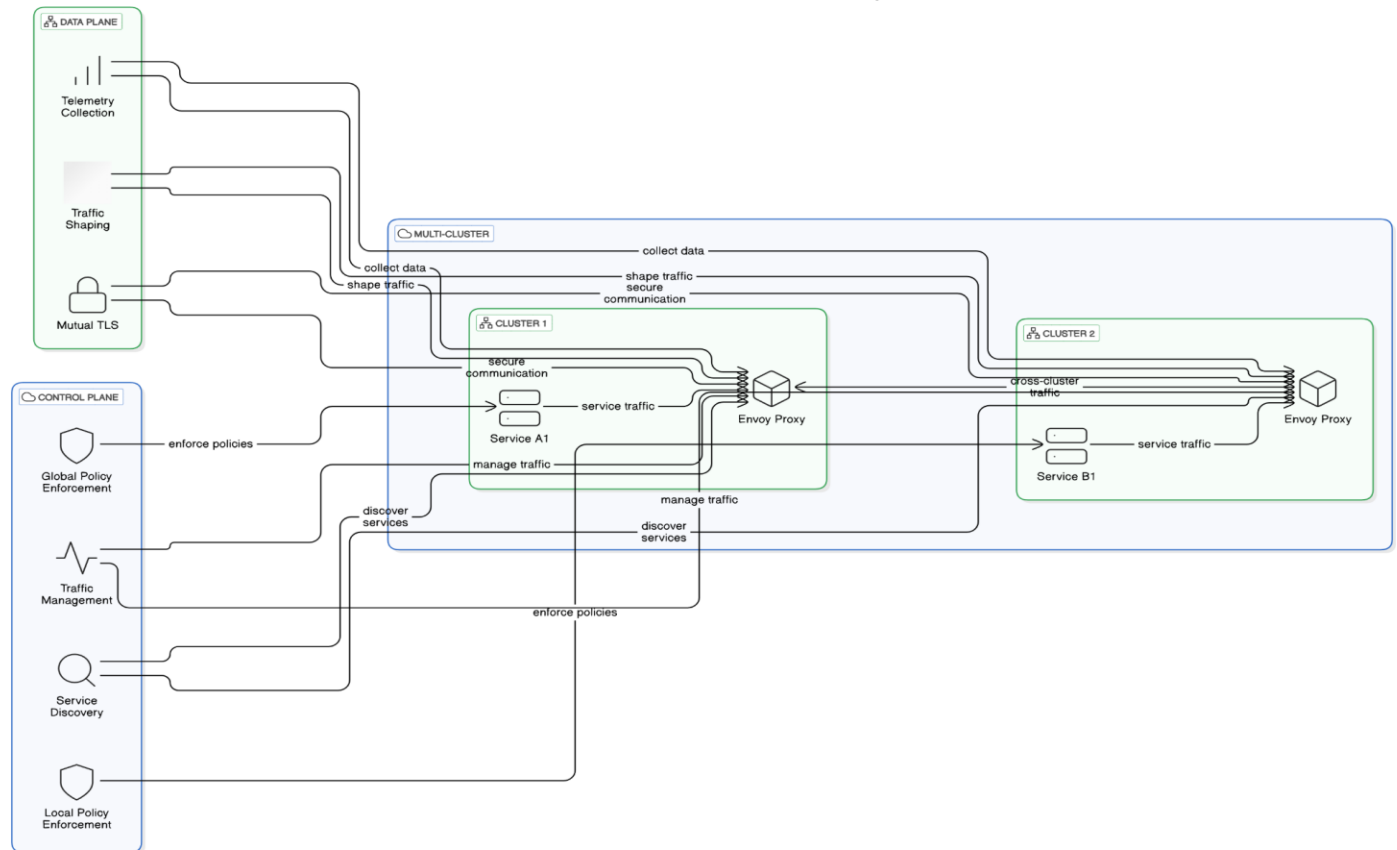 DATA PLANE
Telemetry
Collection
Traffic
Shaping
Mutual TLS
CONTROL PLANE
Global Policy
Enforcement
Traffic
Management
Service
Discovery
Local Policy
Enforcement
MULTI-CLUSTER
collect data
collect data
shape traffic
shape traffic
secure
communication
CLUSTER 1
secure
communication
enforce policies
Service A1
service traffic
Envoy Proxy
manage traffic
manage traffic
discover
services
discover
services
enforce policies
CLUSTER 2
cross-cluster
traffic
Envoy Proxy
Service B1
service traffic